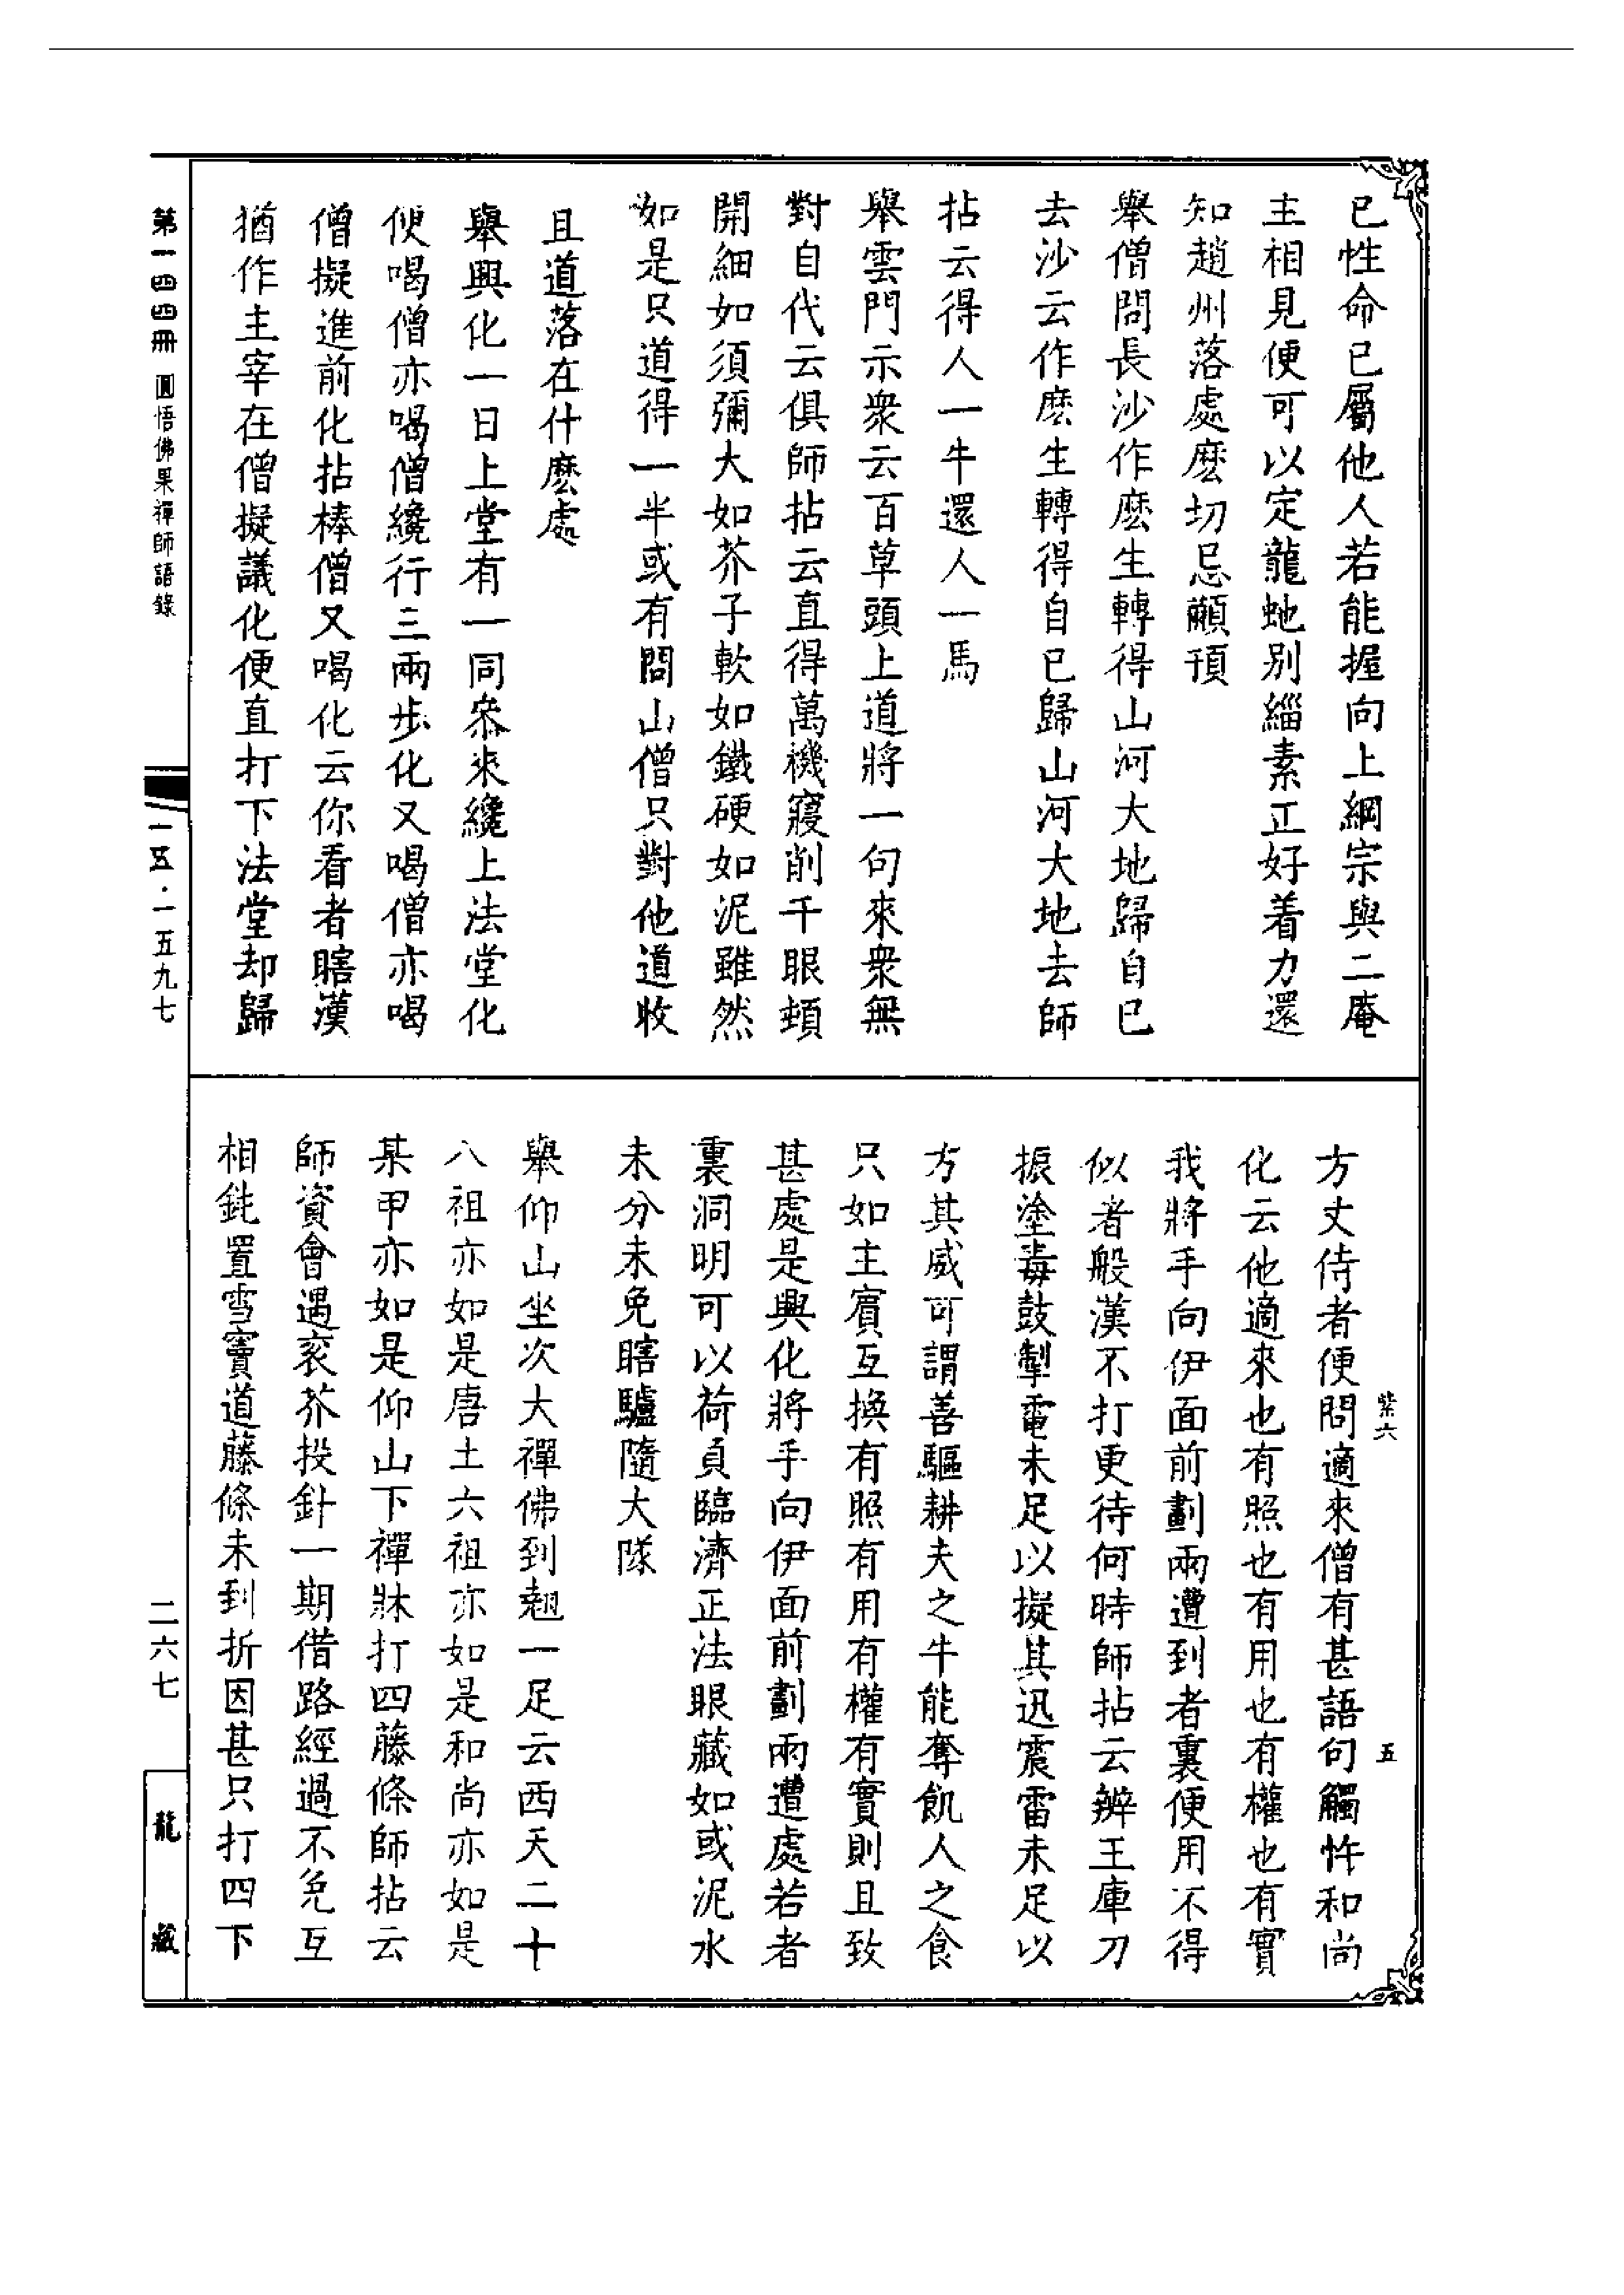 已性命已屬他人若能握向上綱宗與二庵
主相見便可以定龍虵别緇素正好着力還
知趙州落處麽切忌顢頇
舉僧問長沙作麽生轉得山河大地歸自已
去沙云作麽生轉得自已歸山河大地去師
拈云得人一牛還人一馬
舉雲門示衆云百草頭上道將一句來衆無
對自代云俱師拈云直得萬機寢削千眼頓
開細如須彌大如芥子軟如鐵硬如泥雖然
如是只道得一半或有問山僧只對他道收
且道落在什麽處
舉興化一日上堂有一同叅來纔上法堂化
便喝僧亦喝僧纔行三兩步化又喝僧亦喝
僧擬進前化拈棒僧又喝化云你看者瞎漢
猶作主宰在僧擬議化便直打下法堂却歸
方丈侍者便問適來僧有甚語句觸忤和尚
化云他適來也有照也有用也有權也有實
我將手向伊面前劃兩遭到者裏便用不得
似者般漢不打更待何時師拈云辨王庫刀
振塗毒鼓掣電未足以擬其迅震雷未足以
方其威可謂善驅耕夫之牛能奪飢人之食
只如主賓互換有照有用有權有實則且致
甚處是興化將手向伊面前劃兩遭處若者
裏洞明可以荷負臨濟正法眼藏如或泥水
未分未免瞎驢隨大隊
舉仰山坐次大禪佛到翹一足云西天二十
八祖亦如是唐土六祖亦如是和尚亦如是
某甲亦如是仰山下禪牀打四藤條師拈云
師資會遇衮芥投針一期借路經過不免互
相鈍置雪竇道藤條未到折因甚只打四下
紫六
五
第一四四冊 圓悟佛果禪師語錄
一五·一五九七
二六七
龍藏